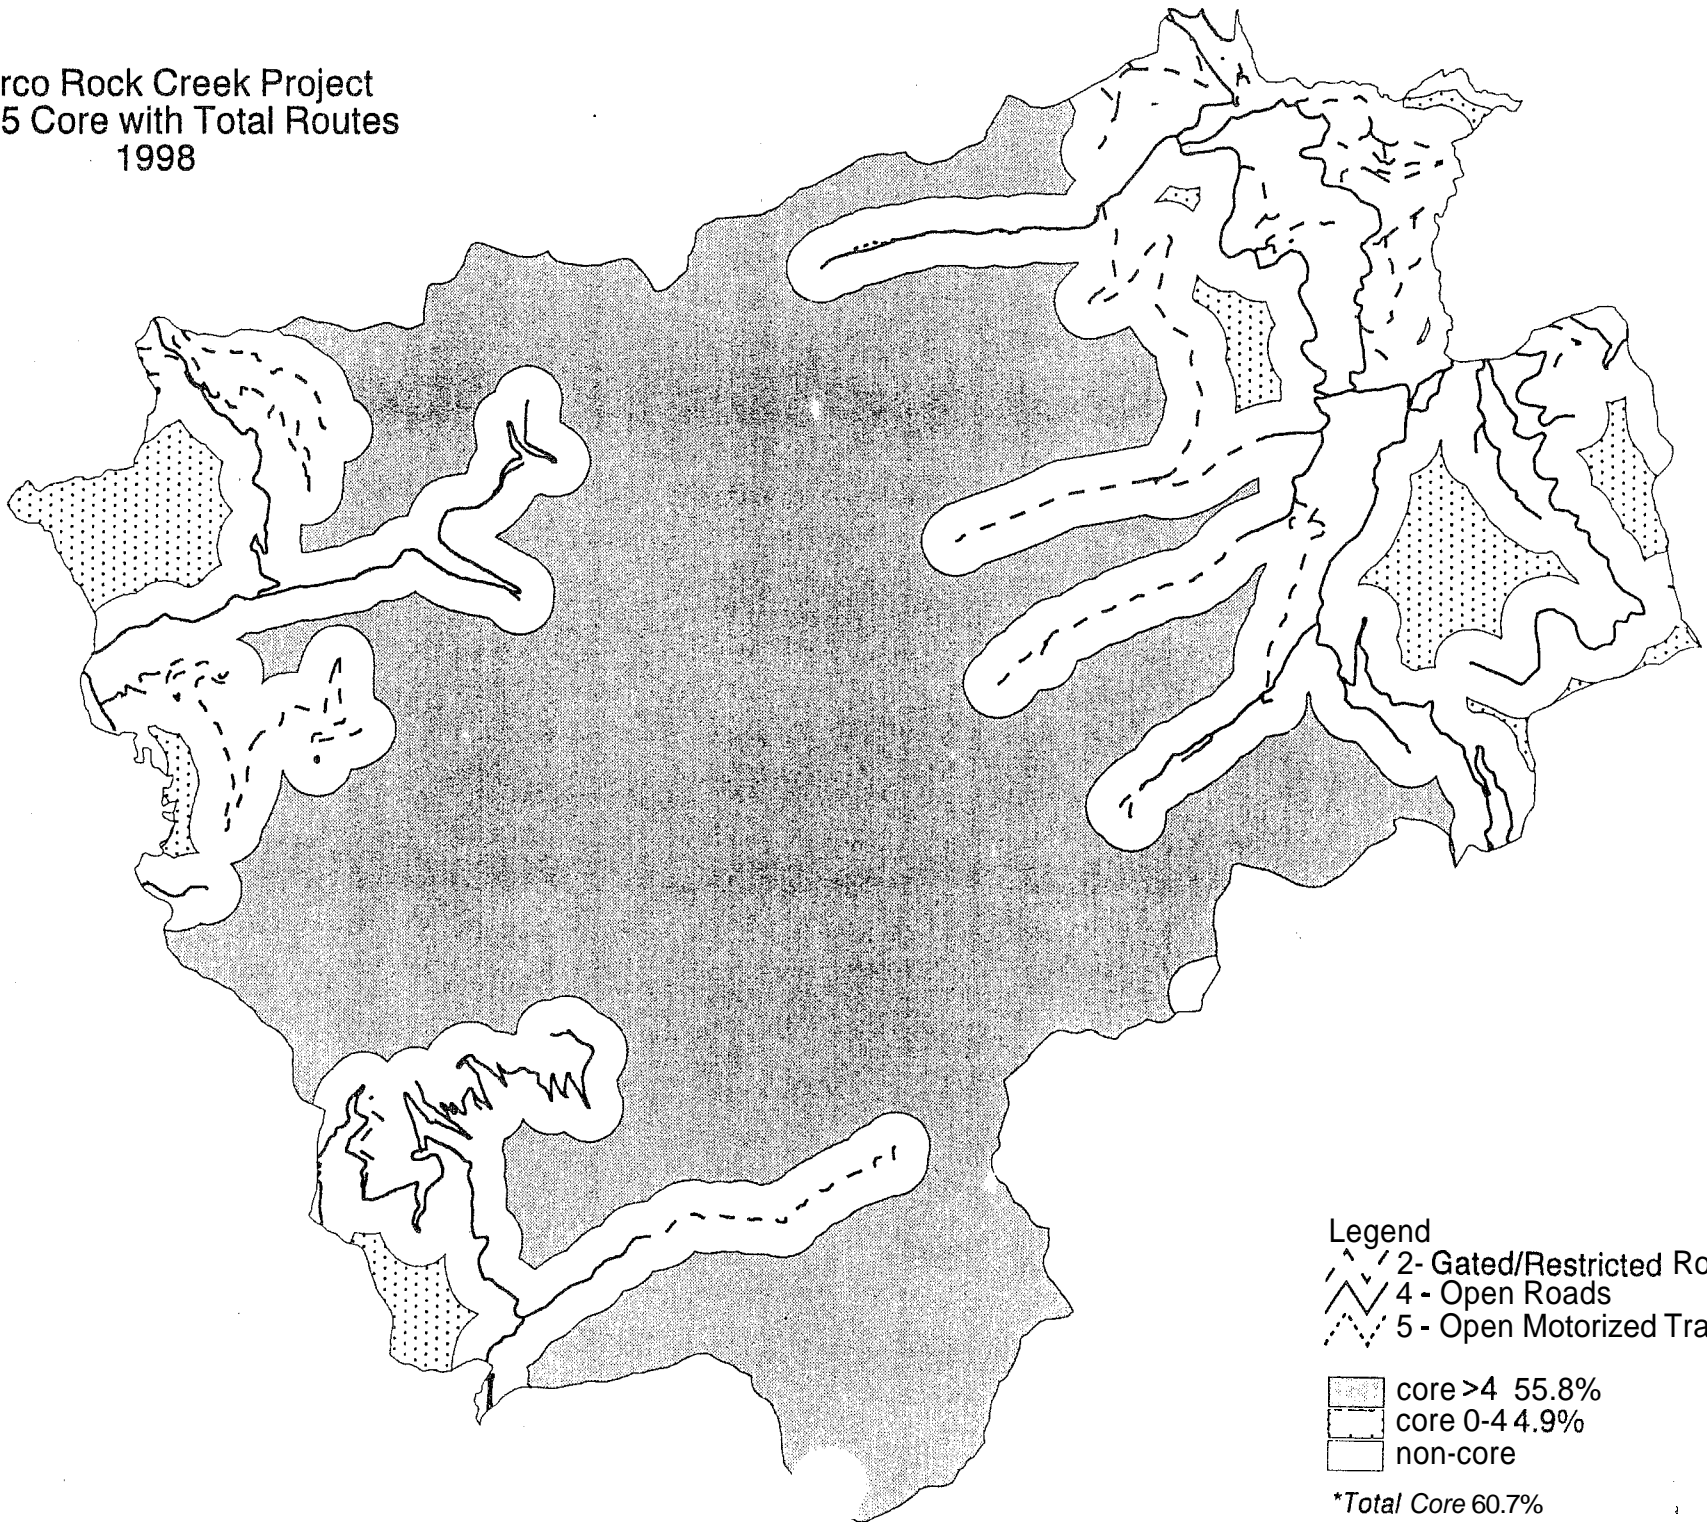 rco Rock Creek Project
5 Core with Total Routes
1998
Legend
2- Gated/Restricted Ro
4 - Open Roads
5 - Open Motorized Tra
core >4 55.8%
core 0-4 4.9%
non-core
*Total Core 60.7%